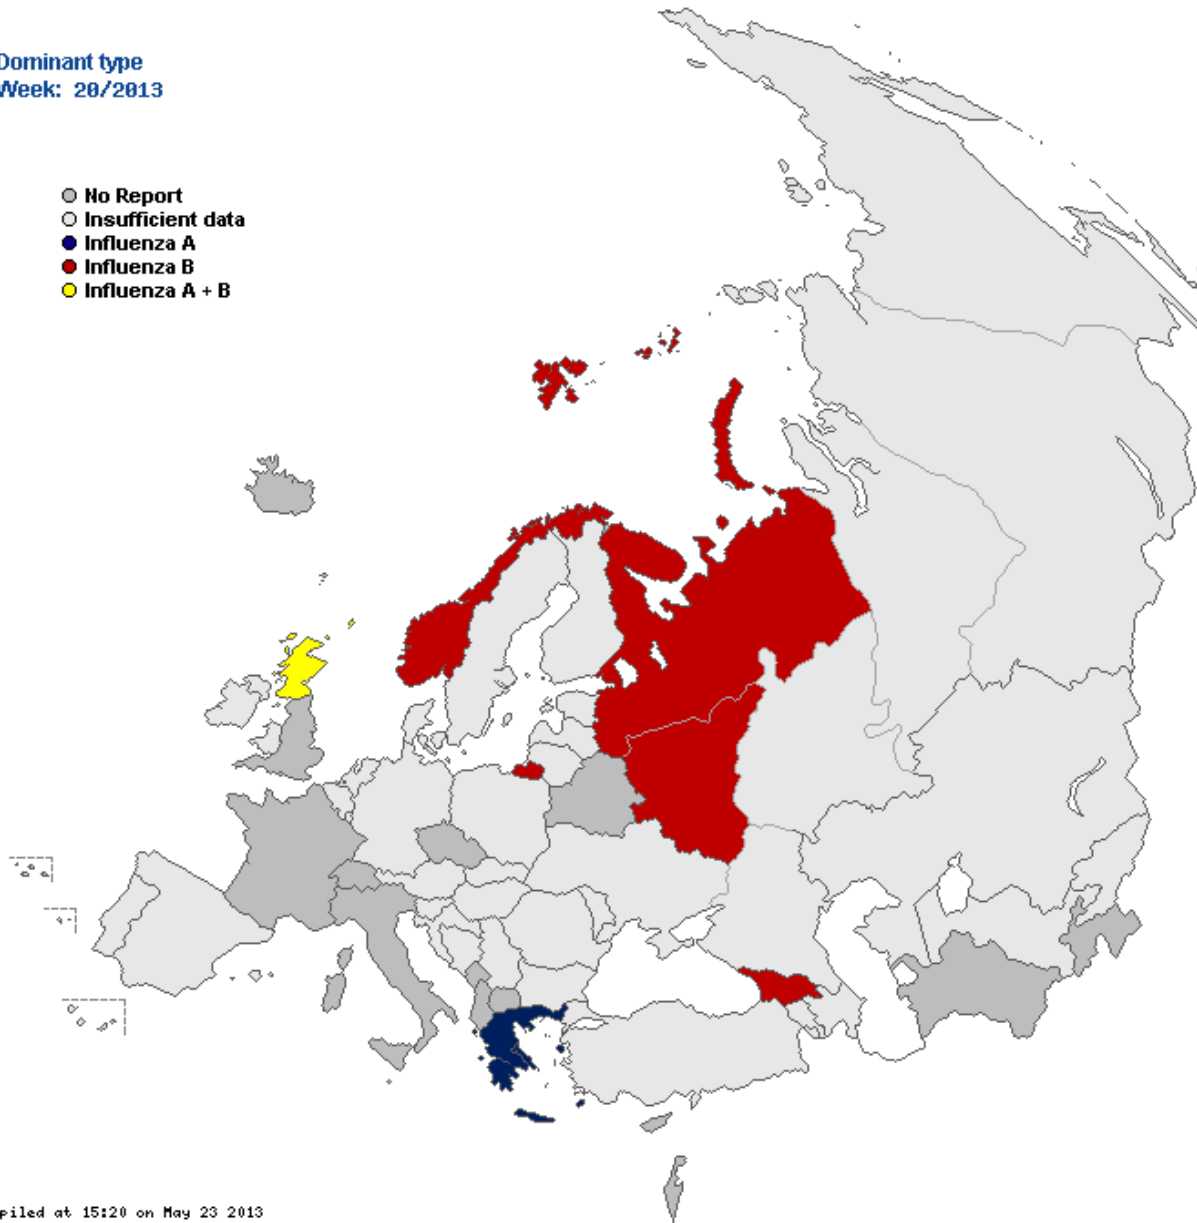 Dominant type
Week: 20/2013
No Report
Insufficient data
Influenza A
Influenza B
Influenza A + B
piled at 15:20 on May 23 2013